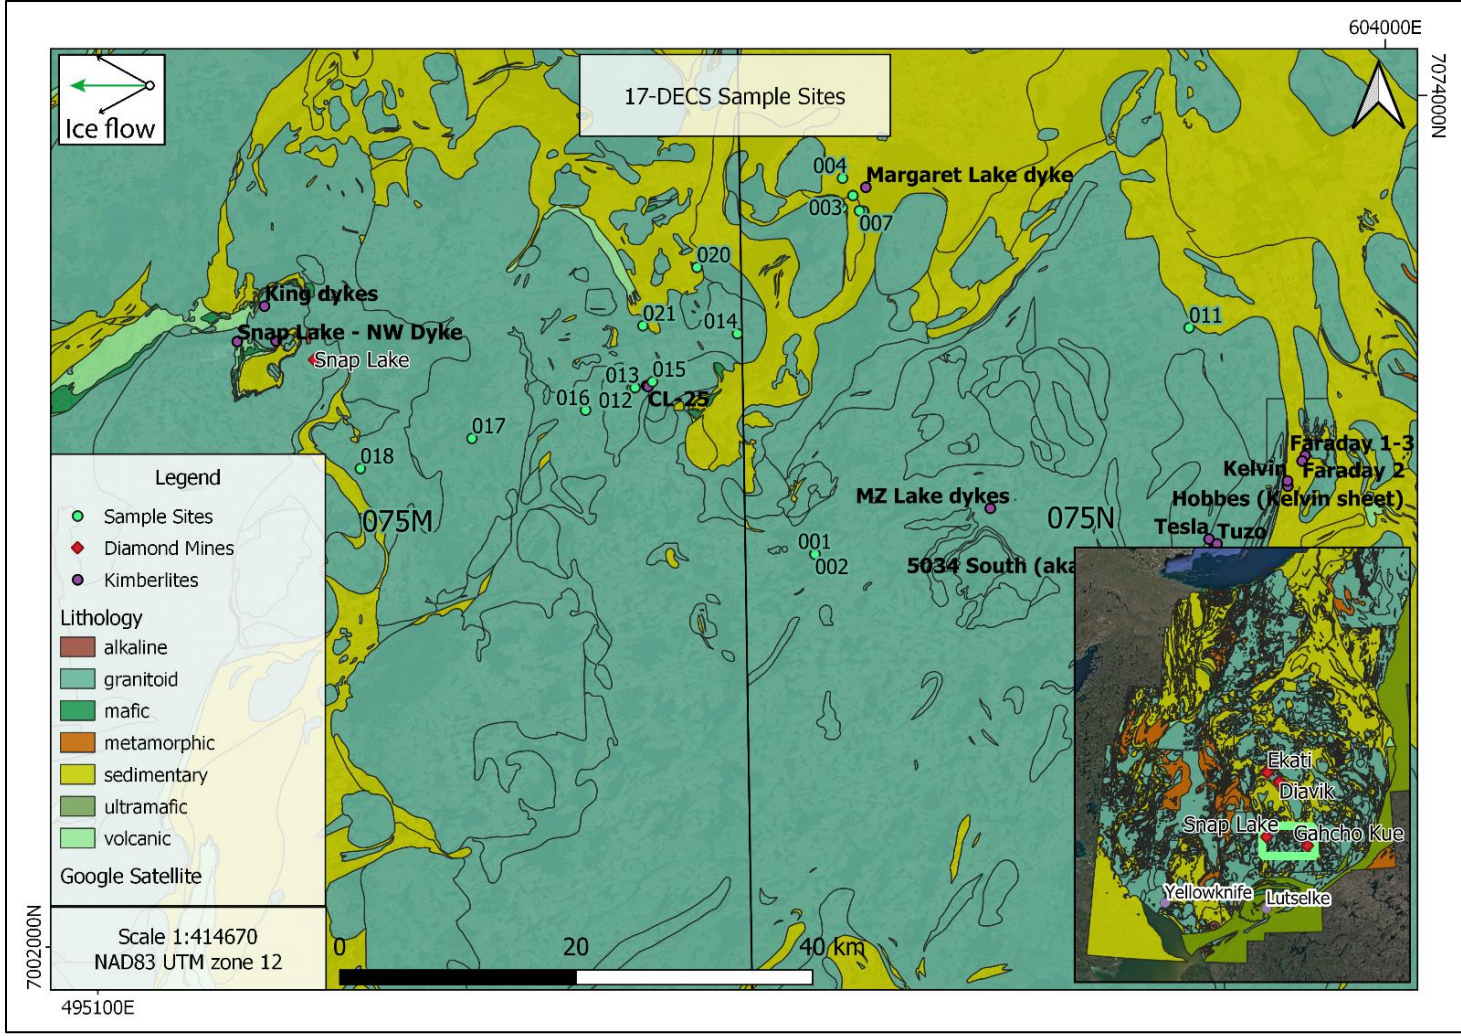 604000E
7074000N
Ice flow
17-DECS Sample Sites
004
Margaret Lake dyke
003
007
020
King dykes
021
014
011
Snap Lake - NW Dyke
Snap Lake
013
015
016
012
CL-25
017
018
Faraday 1-3
Kelvin
Faraday 2
MZ Lake dykes
Hobbes (Kelvin sheet)
075M
075N
Tesla
Tuzo
001
002
5034 South (aka
Legend
Sample Sites
Diamond Mines
Kimberlites
Lithology
alkaline
granitoid
mafic
metamorphic
sedimentary
ultramafic
volcanic
Google Satellite
Scale 1:414670
NAD83 UTM zone 12
0
20
40 km
Ekati
Diavik
Snap Lake
Gahcho Kue
Yellowknife
Lutselke
7002000N
495100E